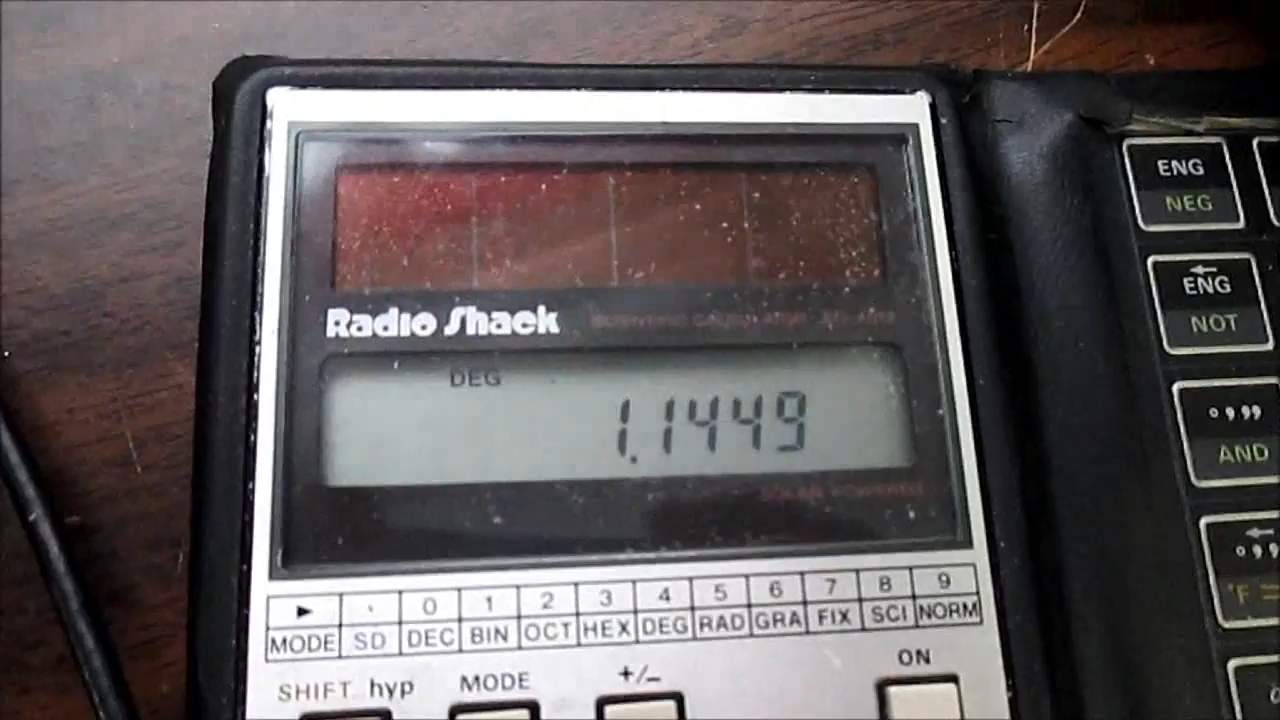 Radio Shack
DEG
1.1449
▶ · 0 1 2 3 4 5 6 7 8 9
MODE SD DEC BIN OCT HEX DEG RAD GRA FIX SCI NORM
SHIFT hyp MODE +/− ON
ENG
NEG
←
ENG
NOT
° , ,,
AND
←
° , ,,